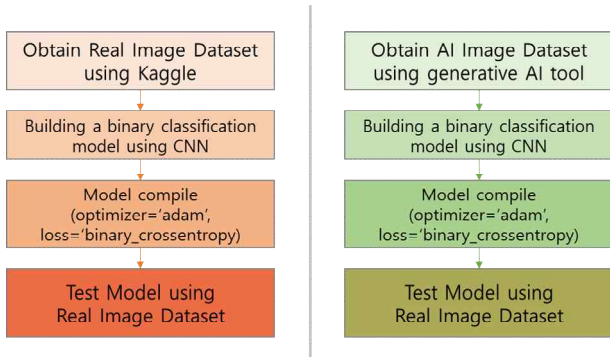 Obtain Real Image Dataset
using Kaggle
Building a binary classification
model using CNN
Model compile
(optimizer='adam',
loss='binary_crossentropy)
Test Model using
Real Image Dataset
Obtain AI Image Dataset
using generative AI tool
Building a binary classification
model using CNN
Model compile
(optimizer='adam',
loss='binary_crossentropy)
Test Model using
Real Image Dataset